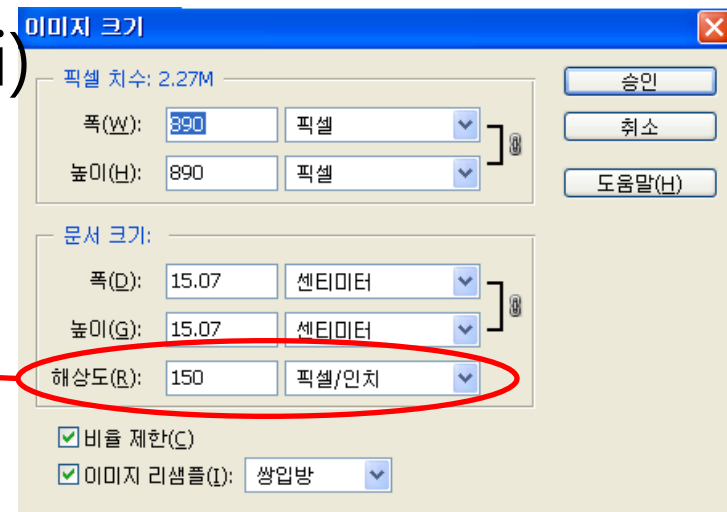 i)
이미지 크기
픽셀 치수: 2.27M
승인
폭(W): 890 픽셀
취소
높이(H): 890 픽셀
도움말(H)
문서 크기:
폭(D): 15.07 센티미터
높이(G): 15.07 센티미터
해상도(R): 150 픽셀/인치
비율 제한(C)
이미지 리샘플(I): 쌍입방